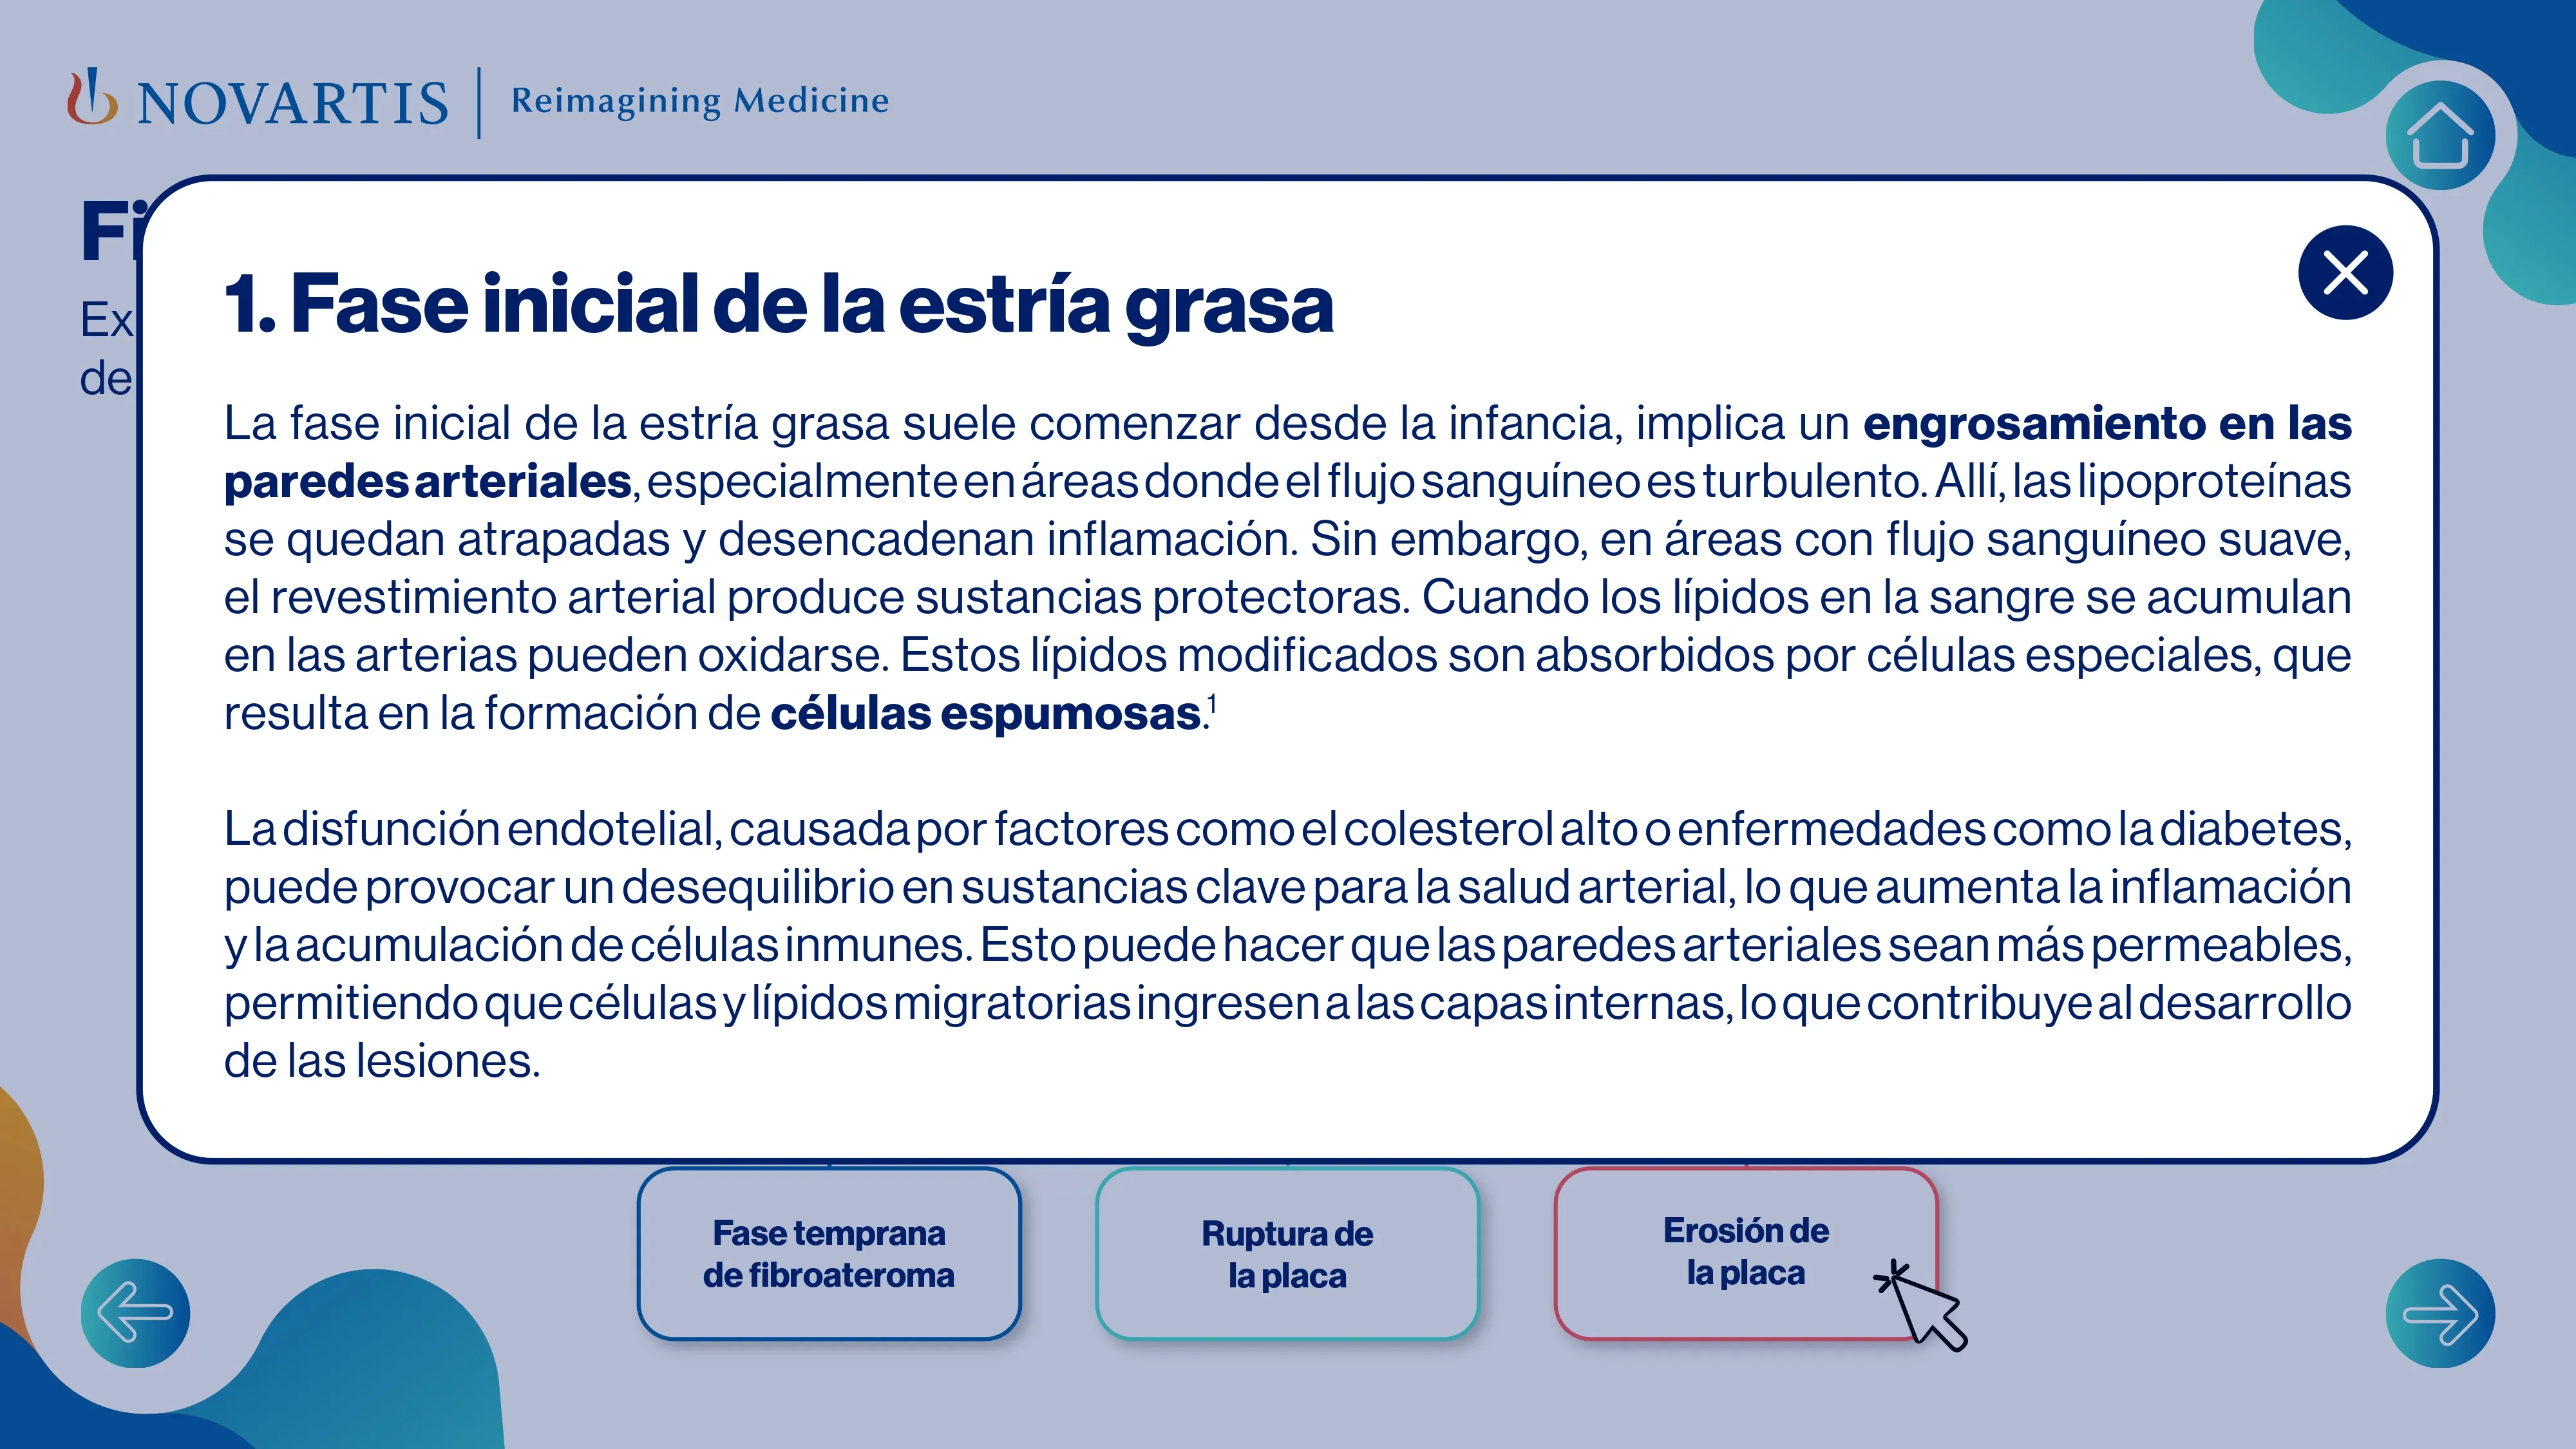 NOVARTIS | Reimagining Medicine
1. Fase inicial de la estría grasa
La fase inicial de la estría grasa suele comenzar desde la infancia, implica un engrosamiento en las
paredes arteriales, especialmente en áreas donde el flujo sanguíneo es turbulento. Allí, las lipoproteínas
se quedan atrapadas y desencadenan inflamación. Sin embargo, en áreas con flujo sanguíneo suave,
el revestimiento arterial produce sustancias protectoras. Cuando los lípidos en la sangre se acumulan
en las arterias pueden oxidarse. Estos lípidos modificados son absorbidos por células especiales, que
resulta en la formación de células espumosas.¹
La disfunción endotelial, causada por factores como el colesterol alto o enfermedades como la diabetes,
puede provocar un desequilibrio en sustancias clave para la salud arterial, lo que aumenta la inflamación
y la acumulación de células inmunes. Esto puede hacer que las paredes arteriales sean más permeables,
permitiendo que células y lípidos migratorias ingresen a las capas internas, lo que contribuye al desarrollo
de las lesiones.
Fase temprana
de fibroateroma
Ruptura de
la placa
Erosión de
la placa